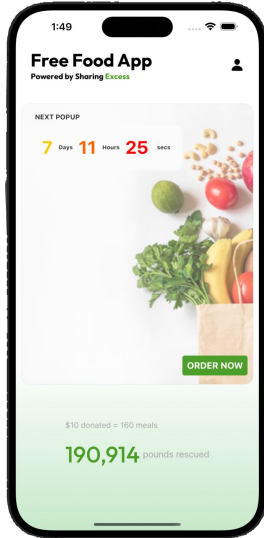 1:49
Free Food App
Powered by Sharing Excess
NEXT POPUP
7 Days 11 Hours 25 secs
ORDER NOW
$10 donated = 160 meals
190,914 pounds rescued